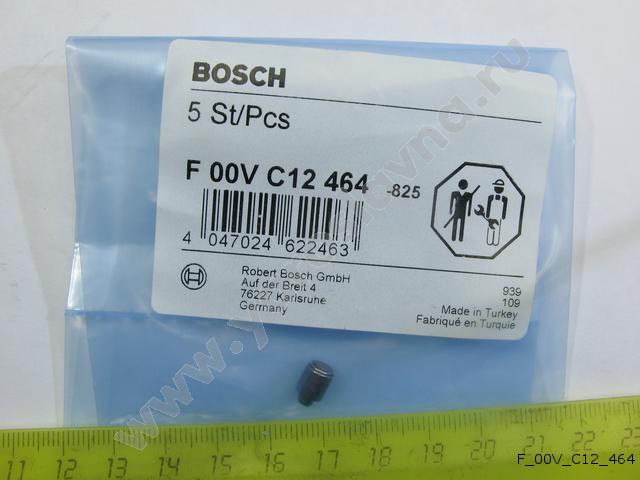 BOSCH
5 St/Pcs
F 00V C12 464 -825
4 047024 622463
Robert Bosch GmbH
Auf der Breit 4
76227 Karlsruhe
Germany
939
109
Made in Turkey
Fabriqué en Turquie
11 12 13 14 15 16 17 18 19 20 21 22 23
F_00V_C12_464